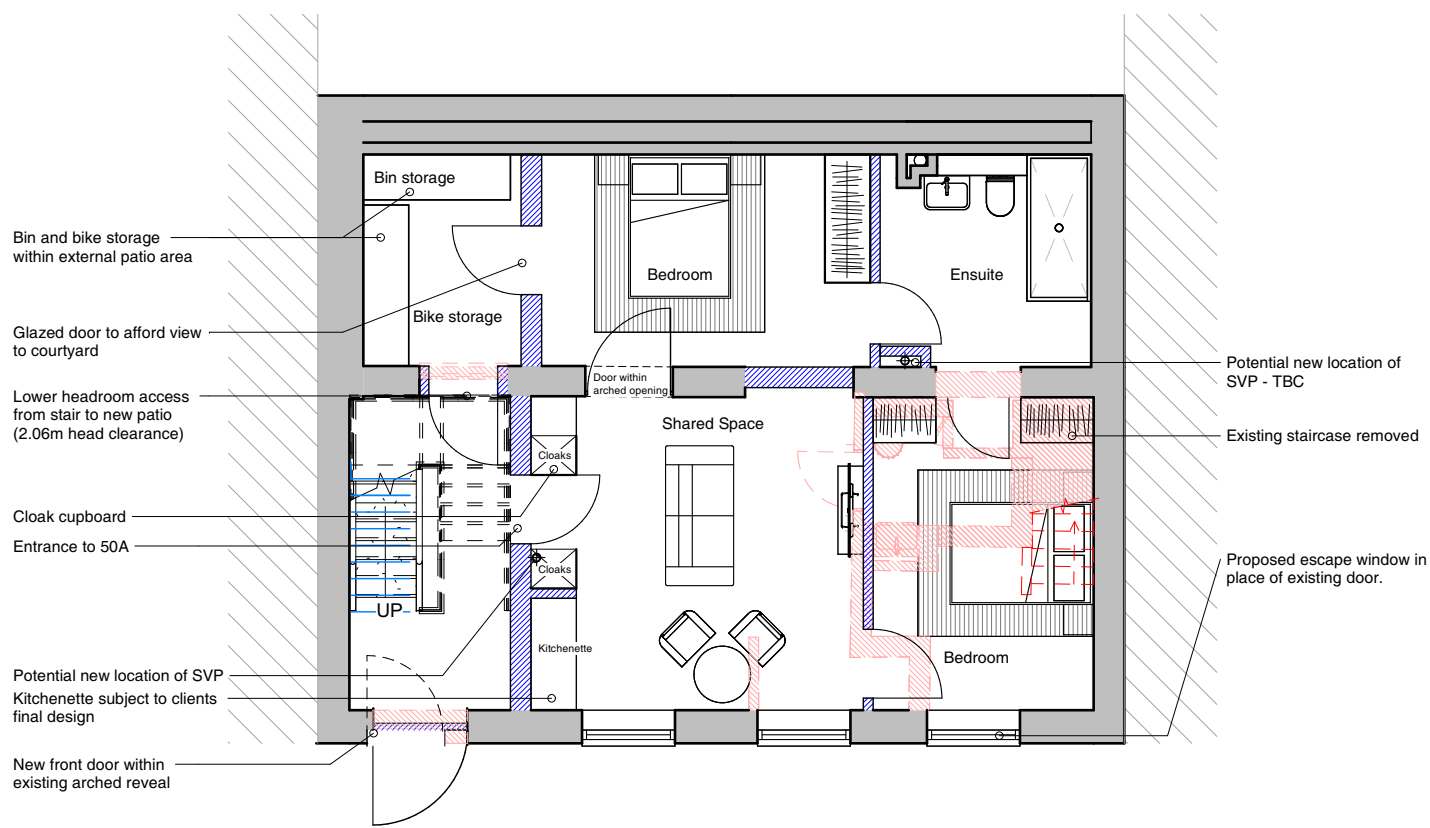 Bin and bike storage
within external patio area
Glazed door to afford view
to courtyard
Lower headroom access
from stair to new patio
(2.06m head clearance)
Cloak cupboard
Entrance to 50A
Potential new location of SVP
Kitchenette subject to clients
final design
New front door within
existing arched reveal
Bin storage
Bike storage
Bedroom
Ensuite
Door within
arched opening
Shared Space
Cloaks
Cloaks
Kitchenette
UP
Bedroom
Potential new location of
SVP - TBC
Existing staircase removed
Proposed escape window in
place of existing door.